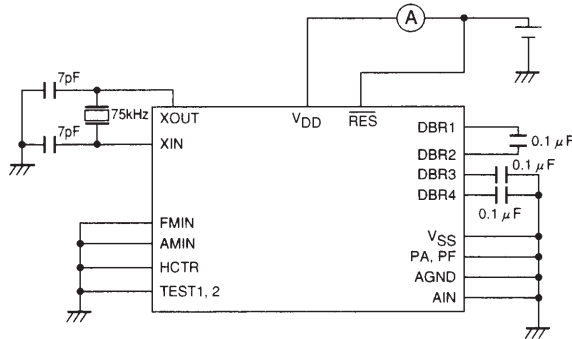 A
7pF
75kHz
7pF
XOUT
XIN
VDD
RES
DBR1
DBR2
DBR3
DBR4
0.1 μF
0.1 μF
0.1 μF
FMIN
AMIN
HCTR
TEST1, 2
VSS
PA, PF
AGND
AIN